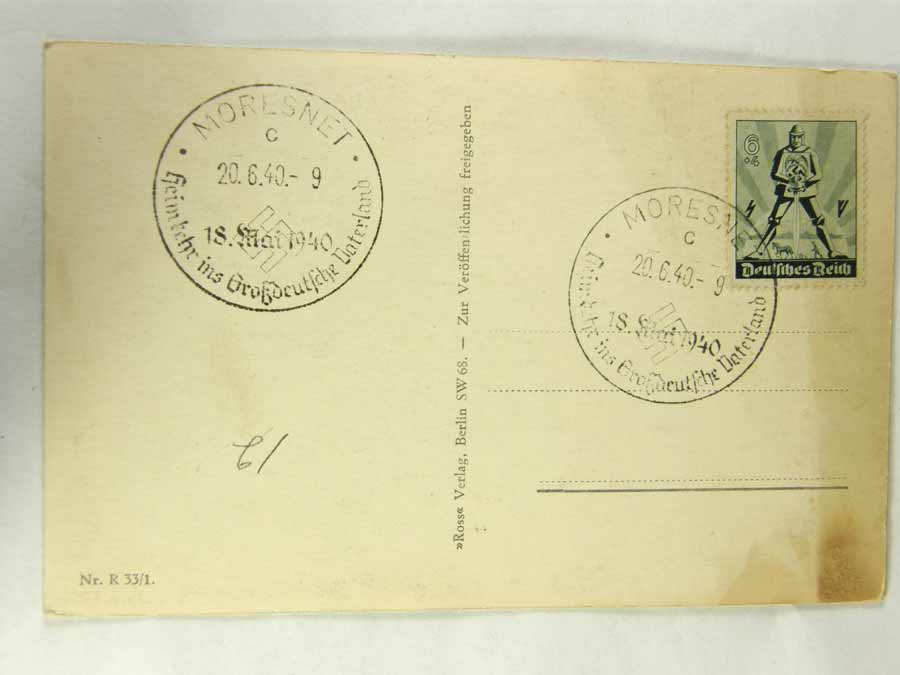 MORESNET
c
20.6.40.- 9
18. Mai 1940
Heimkehr ins Großdeutsche Vaterland
Nr. R 33/1.
»Ross« Verlag, Berlin SW 68. — Zur Veröffentlichung freigegeben
MORESNET
c
20.6.40.- 9
18. Mai 1940
Heimkehr ins Großdeutsche Vaterland
6
+4
Deutsches Reich